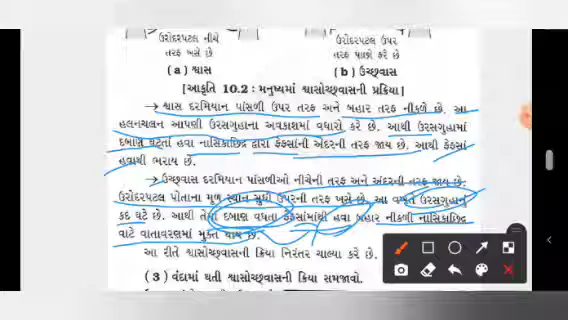 ઉરોદરપટલ નીચે
તરફ ખસે છે
ઉરોદરપટલ ઉપર
તરફ પાછો ફરે છે
(a) શ્વાસ
(b) ઉચ્છ્વાસ
[આકૃતિ 10.2 : મનુષ્યમાં શ્વાસોચ્છ્વાસની પ્રક્રિયા]
→ શ્વાસ દરમિયાન પાંસળી ઉપર તરફ અને બહાર તરફ નીકળે છે. આ
હલનચલન આપણી ઉરસગુહાના અવકાશમાં વધારો કરે છે. આથી ઉરસગુહામાં
દબાણ ઘટતાં હવા નાસિકાછિદ્ર દ્વારા ફેફસાંની અંદરની તરફ જાય છે. આથી ફેફસાં
હવાથી ભરાય છે.
→ ઉચ્છ્વાસ દરમિયાન પાંસળીઓ નીચેની તરફ અને અંદરની તરફ જાય છે.
ઉરોદરપટલ પોતાના મૂળ સ્થાન સુધી ઉપરની તરફ ખસે છે. આ વખતે ઉરસગુહાનું
કદ ઘટે છે. આથી તેમાં દબાણ વધતા ફેફસાંમાંથી હવા બહાર નીકળી નાસિકાછિદ્ર
વાટે વાતાવરણમાં મુક્ત થાય છે.
આ રીતે શ્વાસોચ્છ્વાસની ક્રિયા નિરંતર ચાલ્યા કરે છે.
(3) વંદામાં થતી શ્વાસોચ્છ્વાસની ક્રિયા સમજાવો.